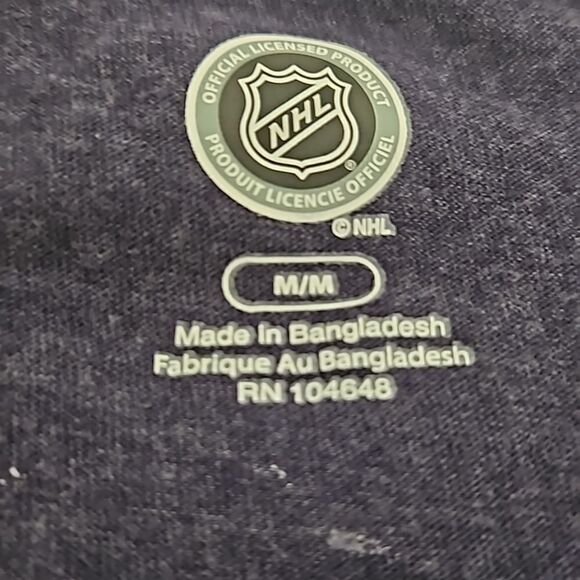 OFFICIAL LICENSED PRODUCT
NHL
®
PRODUIT LICENCIE OFFICIEL
© NHL
M/M
Made In Bangladesh
Fabrique Au Bangladesh
RN 104648